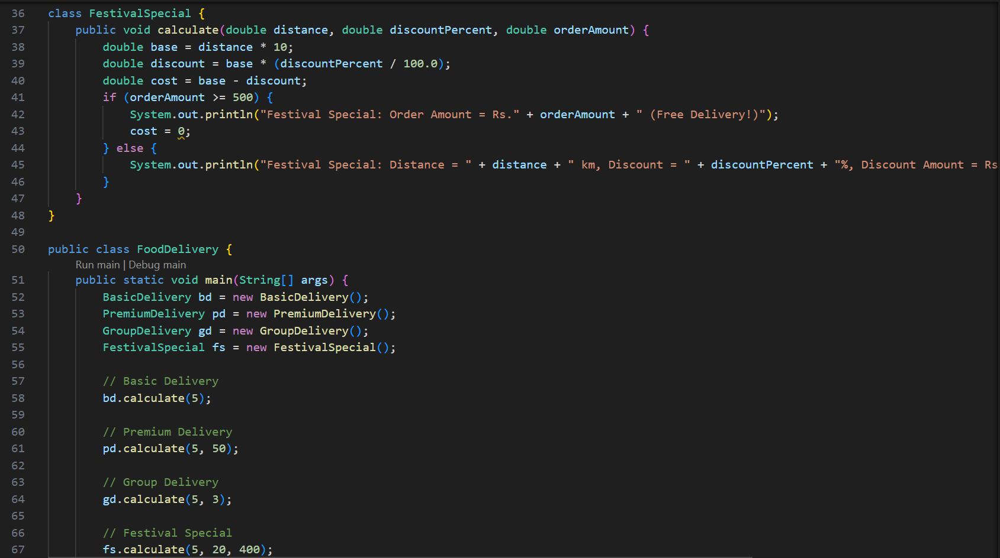 36 class FestivalSpecial {
37     public void calculate(double distance, double discountPercent, double orderAmount) {
38         double base = distance * 10;
39         double discount = base * (discountPercent / 100.0);
40         double cost = base - discount;
41         if (orderAmount >= 500) {
42             System.out.println("Festival Special: Order Amount = Rs." + orderAmount + " (Free Delivery!)");
43             cost = 0;
44         } else {
45             System.out.println("Festival Special: Distance = " + distance + " km, Discount = " + discountPercent + "%, Discount Amount = Rs
46         }
47     }
48 }
49
50 public class FoodDelivery {
Run main | Debug main
51     public static void main(String[] args) {
52         BasicDelivery bd = new BasicDelivery();
53         PremiumDelivery pd = new PremiumDelivery();
54         GroupDelivery gd = new GroupDelivery();
55         FestivalSpecial fs = new FestivalSpecial();
56
57         // Basic Delivery
58         bd.calculate(5);
59
60         // Premium Delivery
61         pd.calculate(5, 50);
62
63         // Group Delivery
64         gd.calculate(5, 3);
65
66         // Festival Special
67         fs.calculate(5, 20, 400);